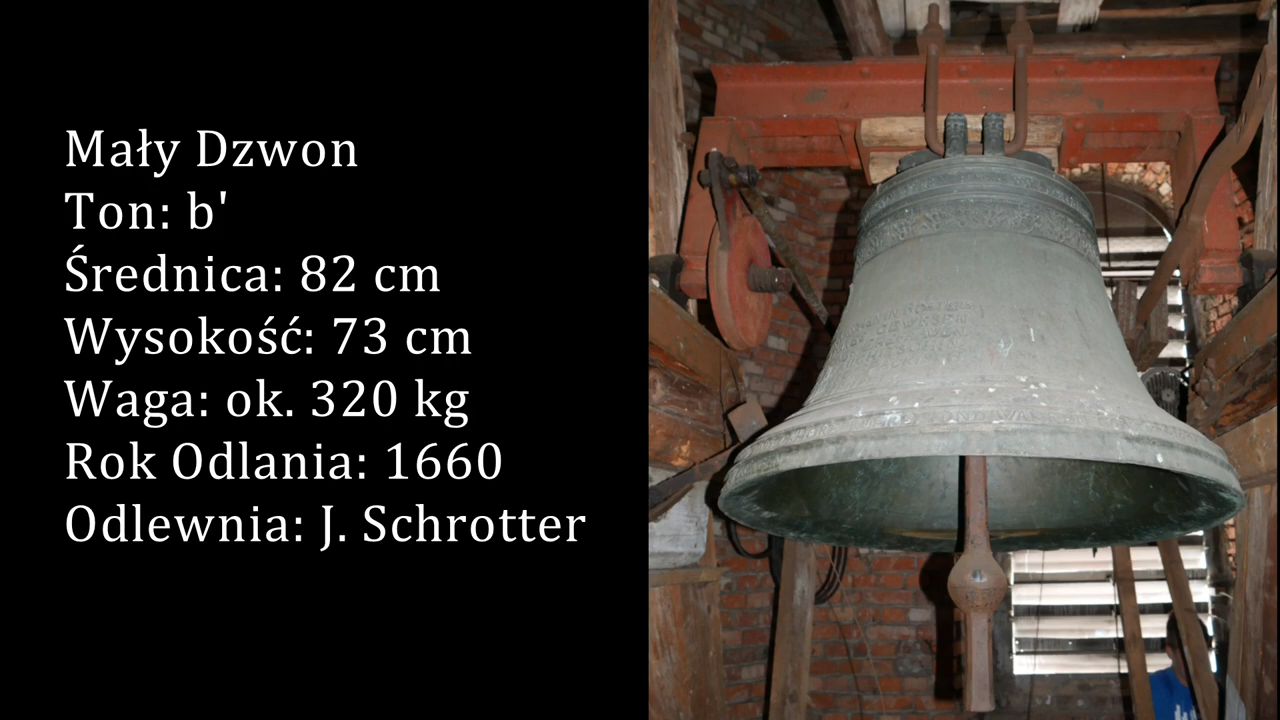 Mały Dzwon
Ton: b'
Średnica: 82 cm
Wysokość: 73 cm
Waga: ok. 320 kg
Rok Odlania: 1660
Odlewnia: J. Schrotter